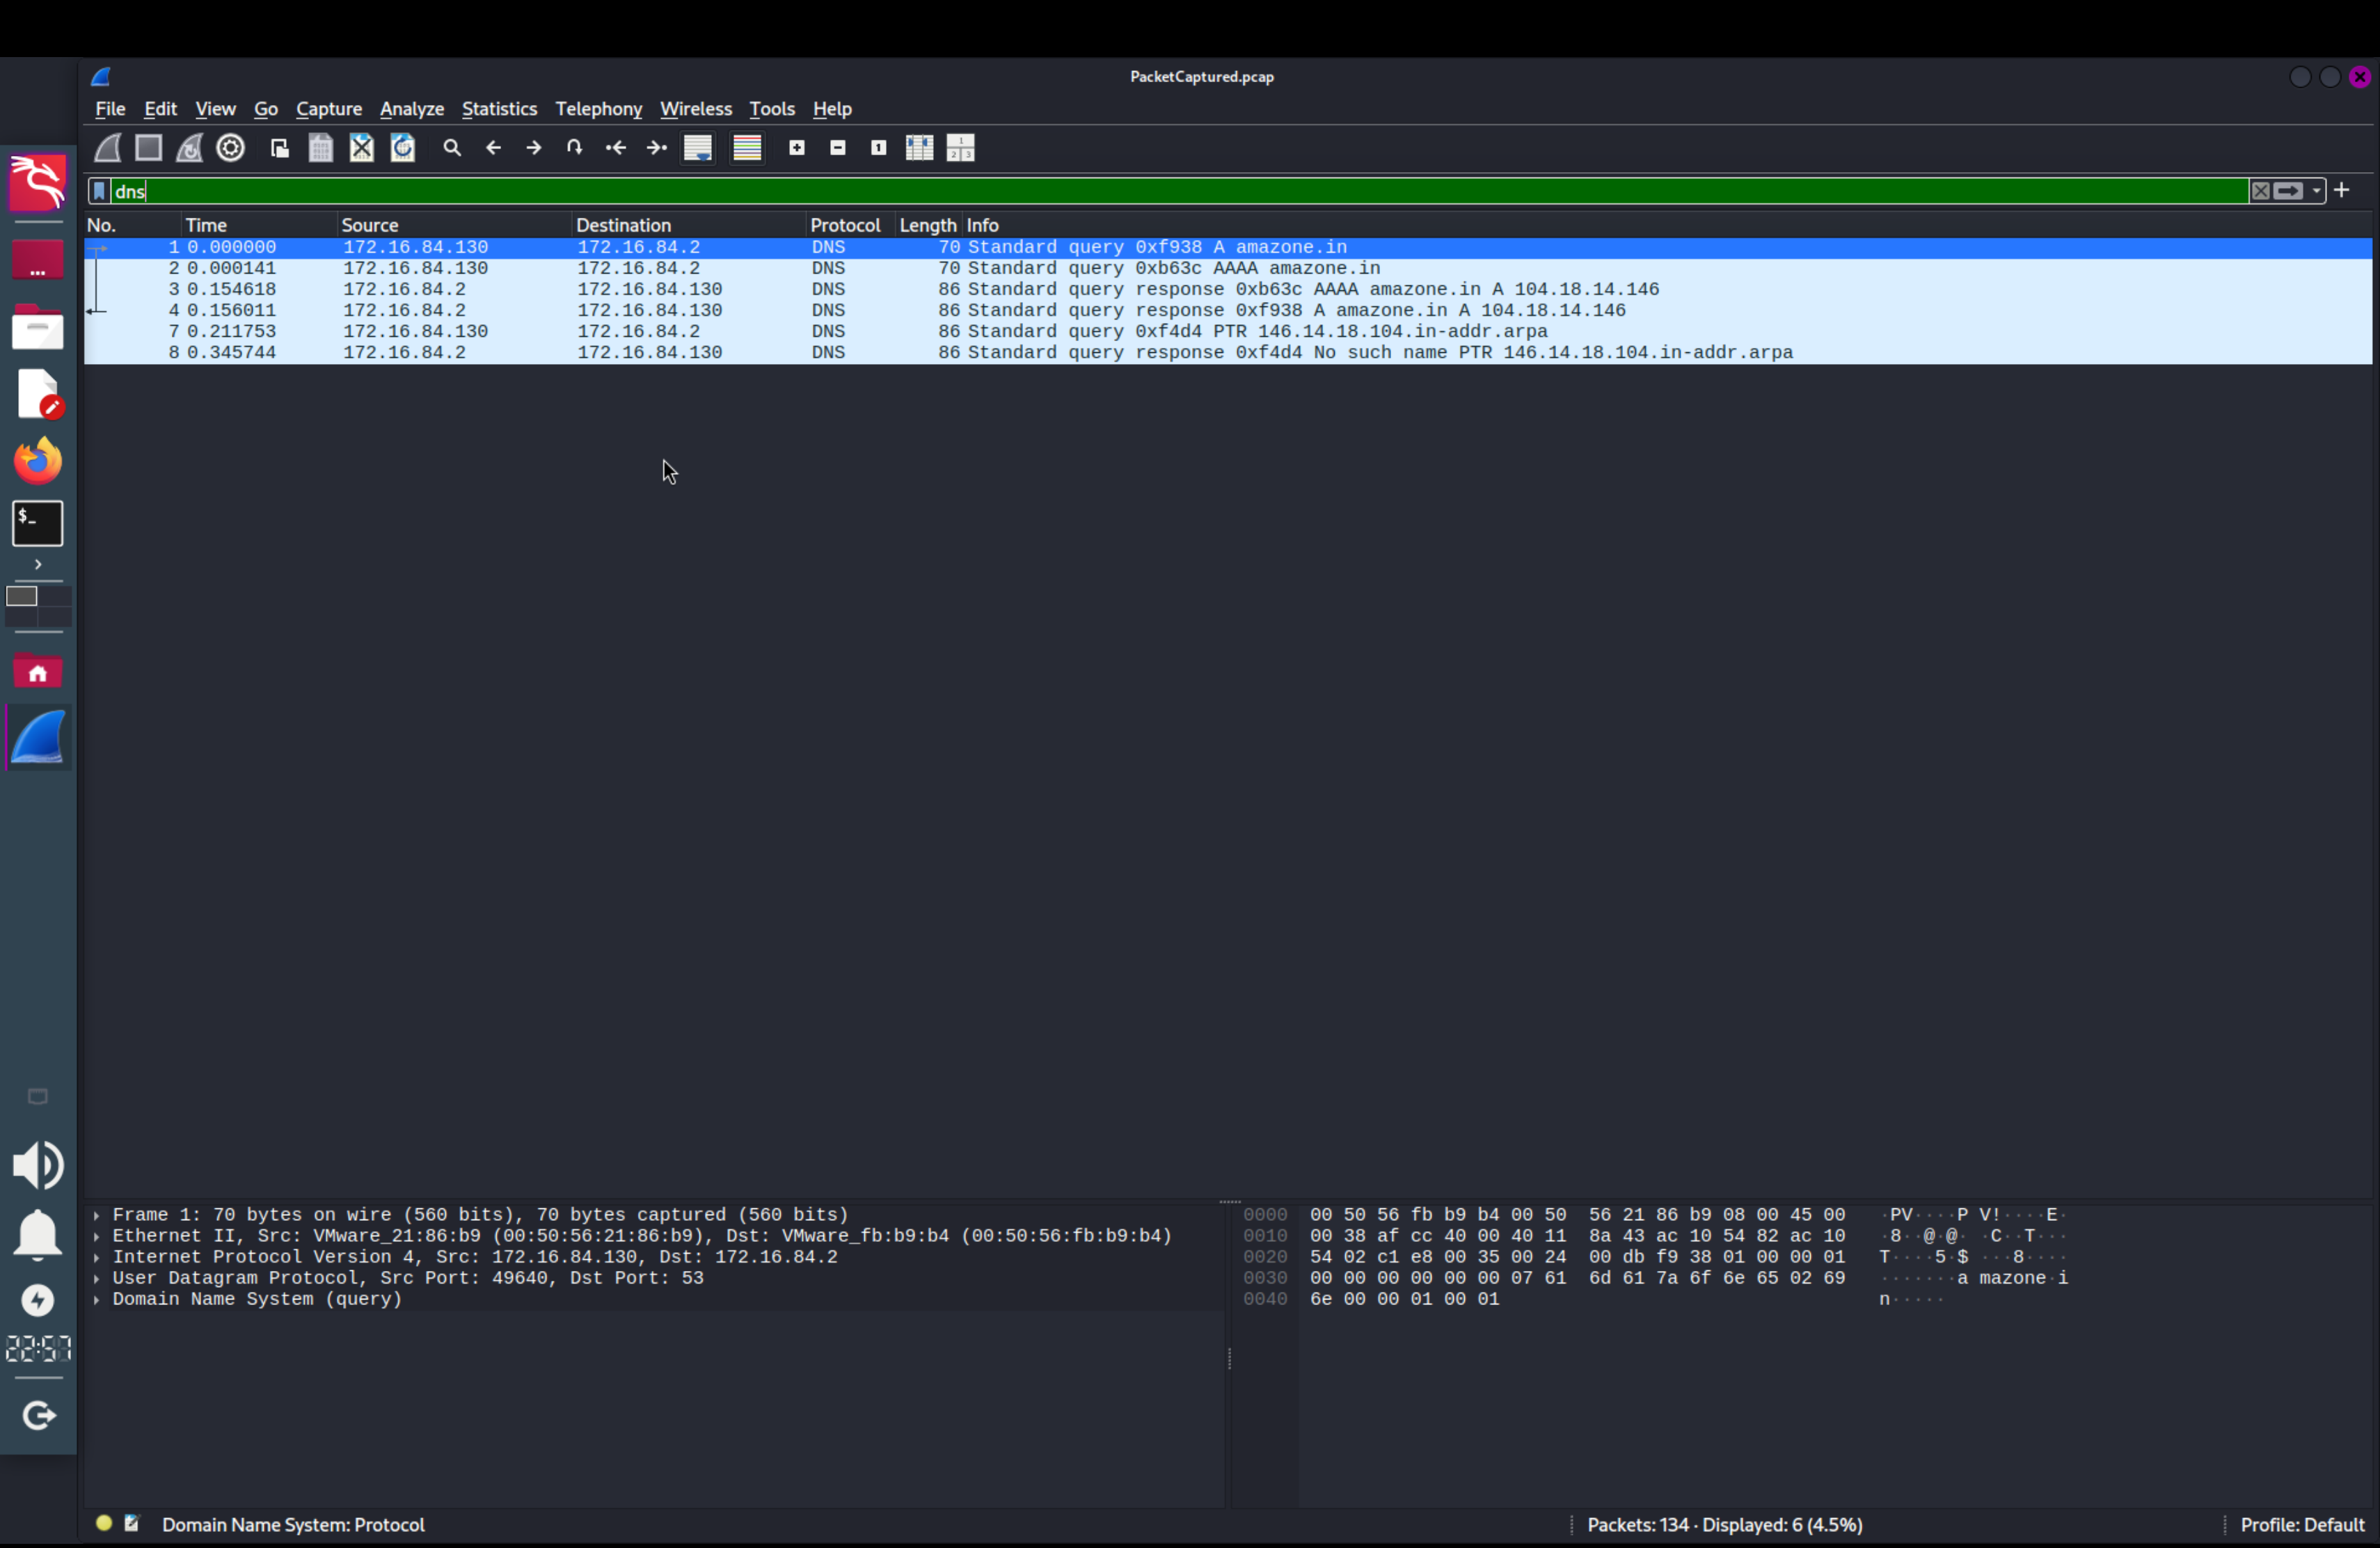 PacketCaptured.pcap
File Edit View Go Capture Analyze Statistics Telephony Wireless Tools Help
dns
No. Time Source Destination Protocol Length Info
1 0.000000 172.16.84.130 172.16.84.2 DNS 70 Standard query 0xf938 A amazone.in
2 0.000141 172.16.84.130 172.16.84.2 DNS 70 Standard query 0xb63c AAAA amazone.in
3 0.154618 172.16.84.2 172.16.84.130 DNS 86 Standard query response 0xb63c AAAA amazone.in A 104.18.14.146
4 0.156011 172.16.84.2 172.16.84.130 DNS 86 Standard query response 0xf938 A amazone.in A 104.18.14.146
7 0.211753 172.16.84.130 172.16.84.2 DNS 86 Standard query 0xf4d4 PTR 146.14.18.104.in-addr.arpa
8 0.345744 172.16.84.2 172.16.84.130 DNS 86 Standard query response 0xf4d4 No such name PTR 146.14.18.104.in-addr.arpa
$_
22:57
Frame 1: 70 bytes on wire (560 bits), 70 bytes captured (560 bits)
Ethernet II, Src: VMware_21:86:b9 (00:50:56:21:86:b9), Dst: VMware_fb:b9:b4 (00:50:56:fb:b9:b4)
Internet Protocol Version 4, Src: 172.16.84.130, Dst: 172.16.84.2
User Datagram Protocol, Src Port: 49640, Dst Port: 53
Domain Name System (query)
0000 00 50 56 fb b9 b4 00 50 56 21 86 b9 08 00 45 00 ·PV····P V!····E·
0010 00 38 af cc 40 00 40 11 8a 43 ac 10 54 82 ac 10 ·8··@·@· ·C··T···
0020 54 02 c1 e8 00 35 00 24 00 db f9 38 01 00 00 01 T····5·$ ···8····
0030 00 00 00 00 00 00 07 61 6d 61 7a 6f 6e 65 02 69 ·······a mazone·i
0040 6e 00 00 01 00 01 n·····
Domain Name System: Protocol
Packets: 134 · Displayed: 6 (4.5%)
Profile: Default